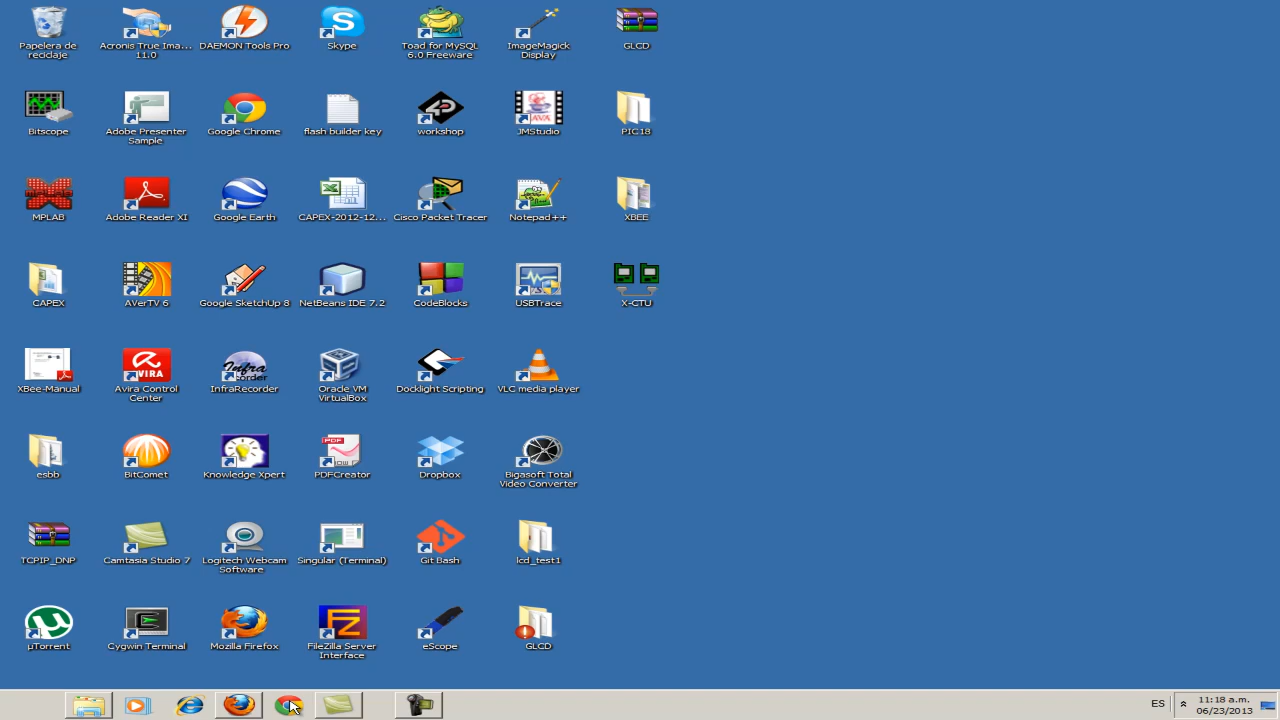 Papelera de
reciclaje
Acronis True Ima...
11.0
DAEMON Tools Pro
Skype
Toad for MySQL
6.0 Freeware
ImageMagick
Display
GLCD
Bitscope
Adobe Presenter
Sample
Google Chrome
flash builder key
workshop
JMStudio
PIC18
MPLAB
Adobe Reader XI
Google Earth
CAPEX-2012-12...
Cisco Packet Tracer
Notepad++
XBEE
CAPEX
AVerTV 6
Google SketchUp 8
NetBeans IDE 7.2
CodeBlocks
USBTrace
X-CTU
XBee-Manual
AVIRA
Avira Control
Center
Infra
InfraRecorder
Oracle VM
VirtualBox
Docklight Scripting
VLC media player
esbb
BitComet
Knowledge Xpert
PDF
PDFCreator
Dropbox
Bigasoft Total
Video Converter
TCPIP_DNP
Camtasia Studio 7
Logitech Webcam
Software
Singular (Terminal)
Git Bash
lcd_test1
µTorrent
Cygwin Terminal
Mozilla Firefox
FileZilla Server
Interface
eScope
GLCD
ES
11:18 a.m.
06/23/2013